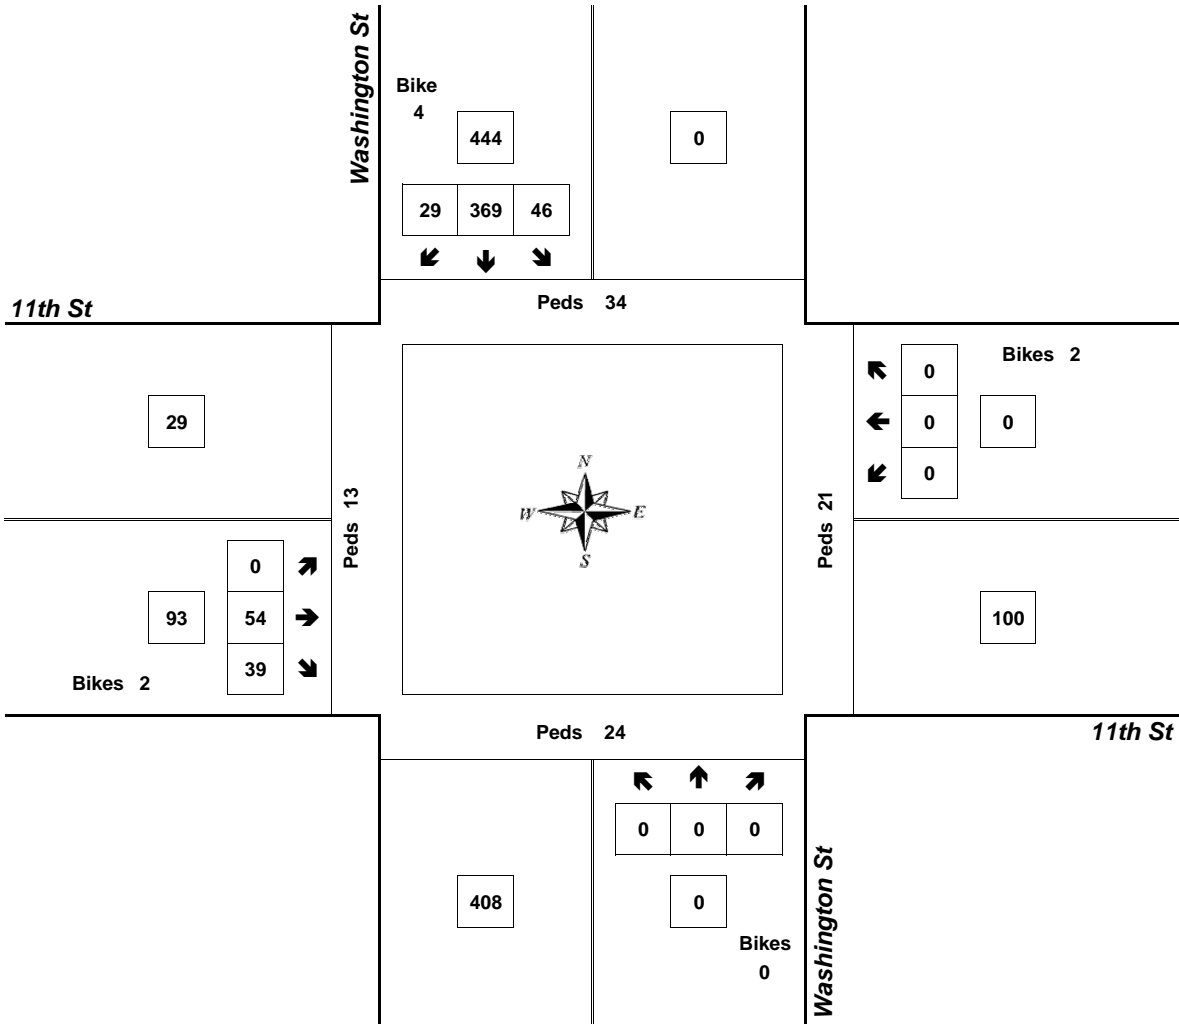 Washington St
Bike
4
444
0
29 369 46
Peds 34
11th St
0
Bikes 2
29
0
0
0
N
W E
S
Peds 13
Peds 21
0
93
54
100
39
Bikes 2
Peds 24
11th St
0 0 0
408
0
Bikes
0
Washington St